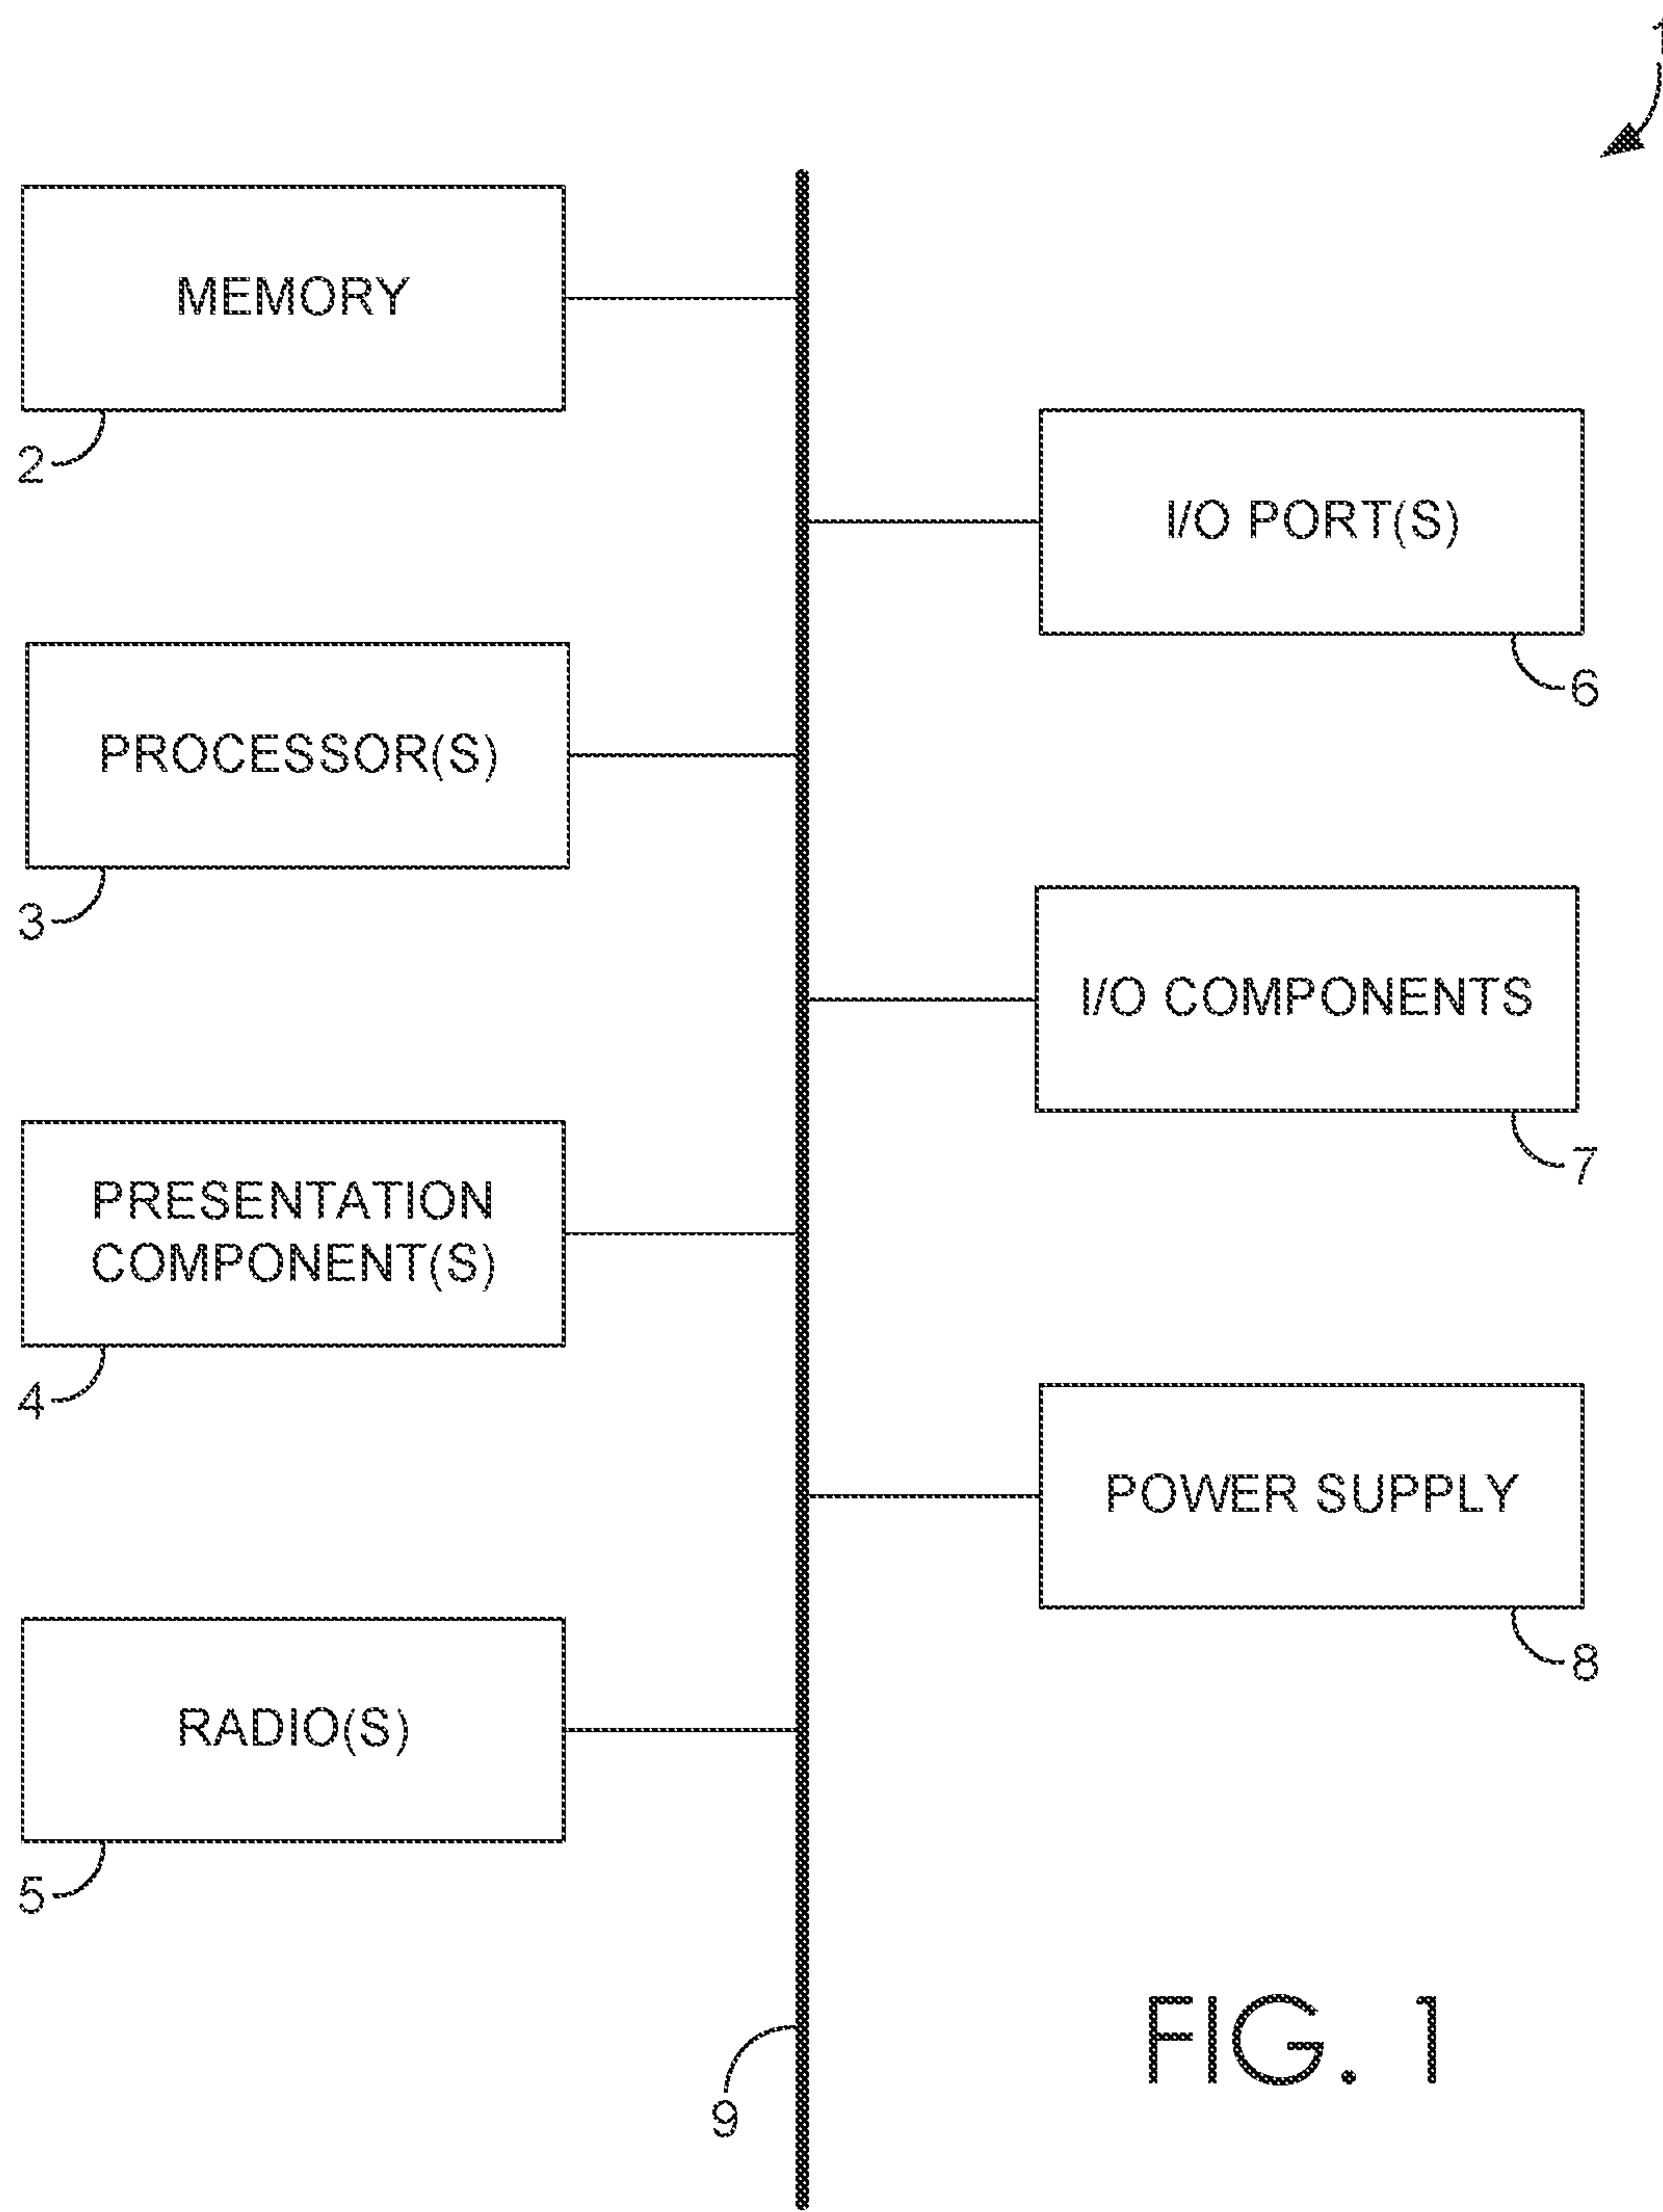 1
MEMORY
2
I/O PORT(S)
6
PROCESSOR(S)
3
I/O COMPONENTS
7
PRESENTATION
COMPONENT(S)
4
POWER SUPPLY
8
RADIO(S)
5
9
FIG. 1